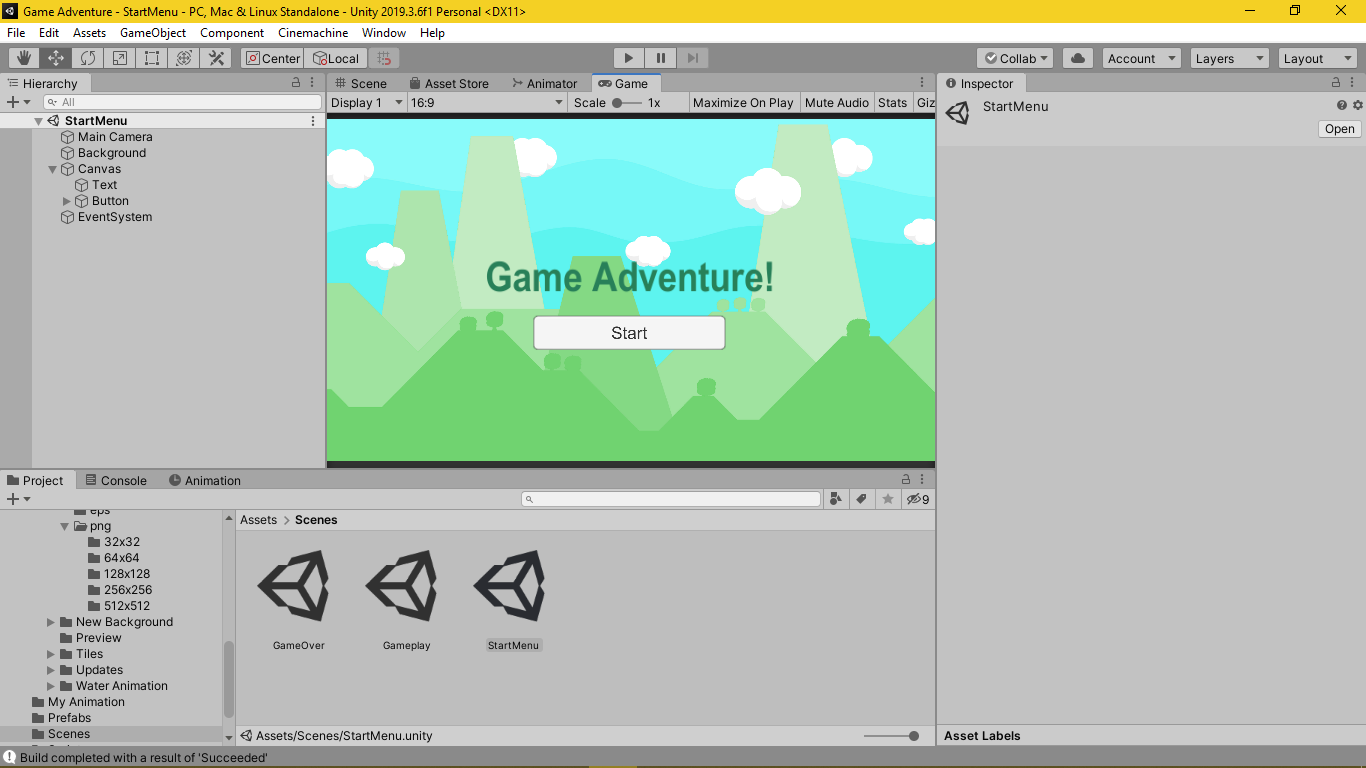 Game Adventure - StartMenu - PC, Mac & Linux Standalone - Unity 2019.3.6f1 Personal <DX11>
File Edit Assets GameObject Component Cinemachine Window Help
Center Local Collab Account Layers Layout
Hierarchy
All
StartMenu
Main Camera
Background
Canvas
Text
Button
EventSystem
Scene Asset Store Animator Game
Display 1 16:9 Scale 1x Maximize On Play Mute Audio Stats Giz
Game Adventure!
Start
Inspector
StartMenu
Open
Project Console Animation
9
eps
png
32x32
64x64
128x128
256x256
512x512
New Background
Preview
Tiles
Updates
Water Animation
My Animation
Prefabs
Scenes
Assets > Scenes
GameOver Gameplay StartMenu
Assets/Scenes/StartMenu.unity
Asset Labels
Build completed with a result of 'Succeeded'